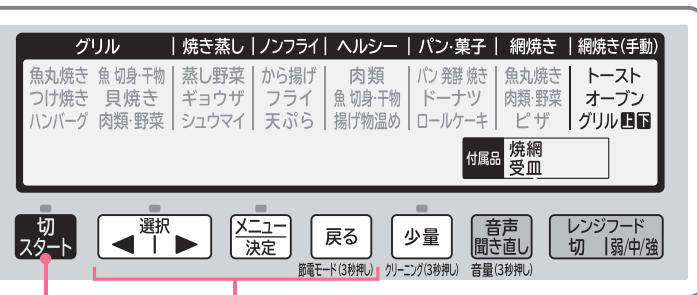 グリル 焼き蒸し ノンフライ ヘルシー パン・菓子 網焼き 網焼き(手動)
魚丸焼き 魚切身・干物 蒸し野菜 から揚げ 肉類 パン発酵焼き 魚丸焼き トースト
つけ焼き 貝焼き ギョウザ フライ 魚切身・干物 ドーナツ 肉類・野菜 オーブン
ハンバーグ 肉類・野菜 シュウマイ 天ぷら 揚げ物温め ロールケーキ ピザ グリル上下
付属品 焼網
受皿
切 選択 メニュー 戻る 少量 音声 レンジフード
スタート ◀ | ▶ 決定 聞き直し 切 | 弱/中/強
節電モード(3秒押し) クリーニング(3秒押し) 音量(3秒押し)